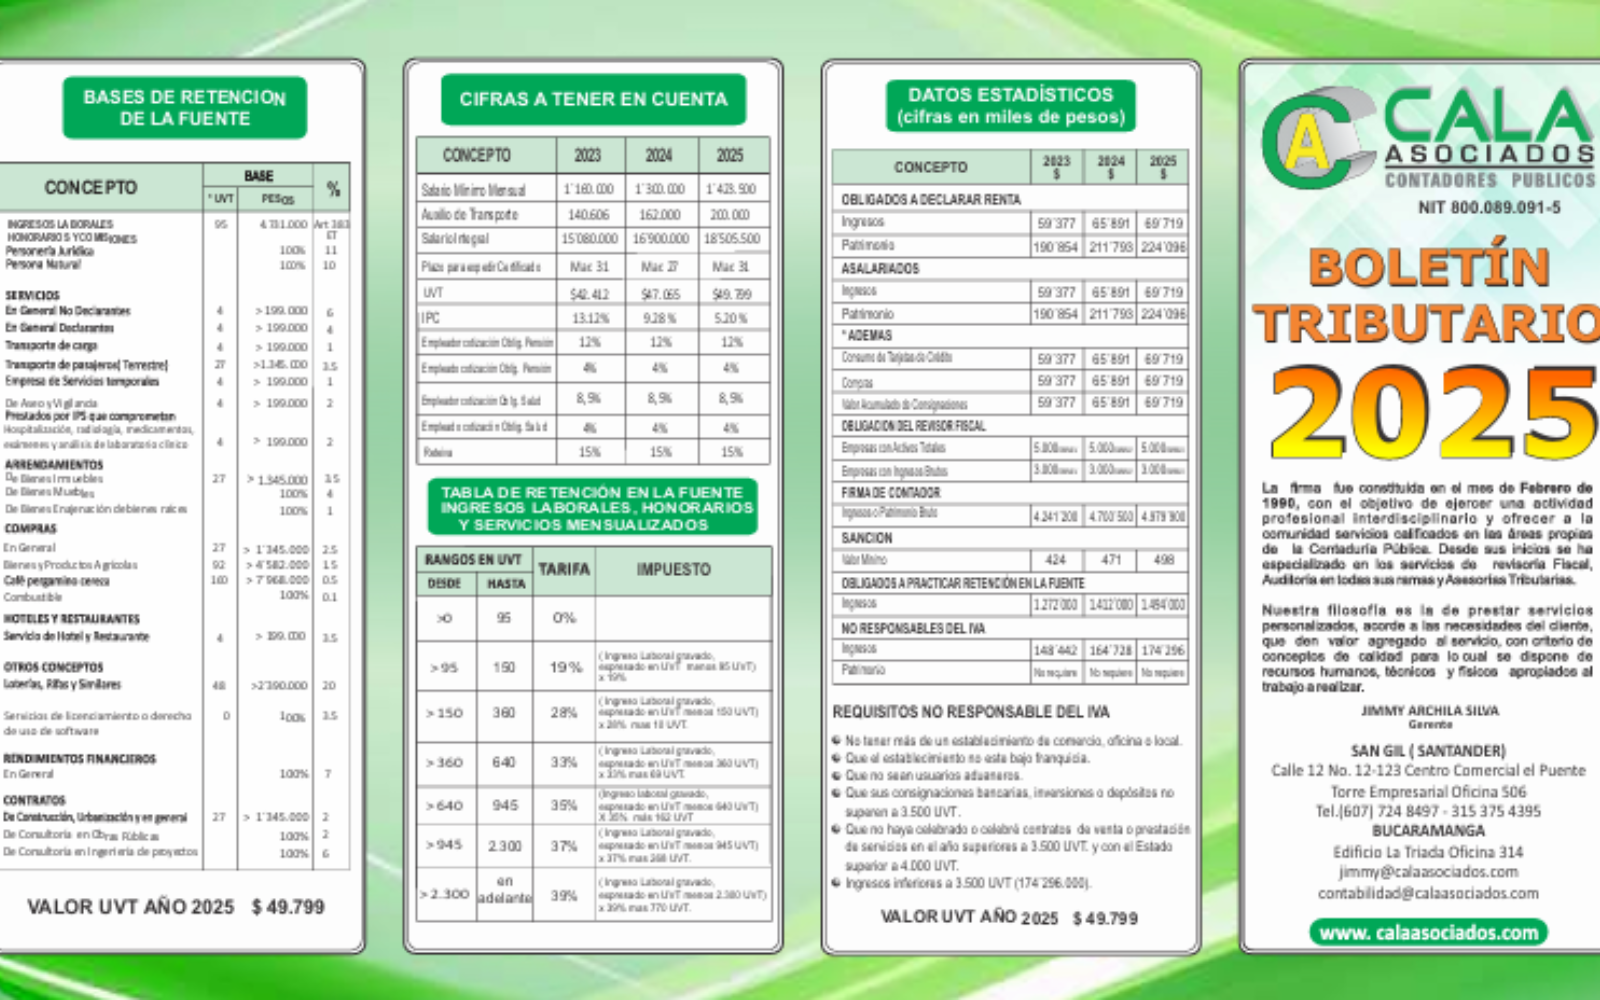 BASES DE RETENCION
DE LA FUENTE
CONCEPTO BASE %
* UVT PESOS
INGRESOS LABORALES 95 4.731.000 Art 383
HONORARIOS Y COMISIONES ET
Personería Jurídica 100% 11
Persona Natural 100% 10
SERVICIOS
En General No Declarantes 4 > 199.000 6
En General Declarantes 4 > 199.000 4
Transporte de carga 4 > 199.000 1
Transporte de pasajeros( Terrestre) 27 >1.345.000 3.5
Empresa de Servicios temporales 4 > 199.000 1
De Aseo y Vigilancia 4 > 199.000 2
Prestados por IPS que comprometan
Hospitalización, radiología, medicamentos,
exámenes y análisis de laboratorio clínico 4 > 199.000 2
ARRENDAMIENTOS
De Bienes Inmuebles 27 > 1.345.000 3.5
De Bienes Muebles 100% 4
De Bienes Enajenación de bienes raíces 100% 1
COMPRAS
En General 27 > 1'345.000 2.5
Bienes y Productos Agrícolas 92 > 4'582.000 1.5
Café pergamino cereza 160 > 7'968.000 0.5
Combustible 100% 0.1
HOTELES Y RESTAURANTES
Servicio de Hotel y Restaurante 4 > 199.000 3.5
OTROS CONCEPTOS
Loterías, Rifas y Similares 48 >2'390.000 20
Servicios de licenciamiento o derecho 0 100% 3.5
de uso de software
RENDIMIENTOS FINANCIEROS
En General 100% 7
CONTRATOS
De Construcción, Urbanización y en general 27 > 1'345.000 2
De Consultoría en Obras Públicas 100% 2
De Consultoría en Ingeniería de proyectos 100% 6
VALOR UVT AÑO 2025 $ 49.799
CIFRAS A TENER EN CUENTA
CONCEPTO 2023 2024 2025
Salario Mínimo Mensual 1'160.000 1'300.000 1'423.500
Auxilio de Transporte 140.606 162.000 200.000
Salario Integral 15'080.000 16'900.000 18'505.500
Plazo para expedir Certificado Mar. 31 Mar. 27 Mar. 31
UVT $42.412 $47.065 $49.799
IPC 13.12% 9.28 % 5.20 %
Empleador cotización Oblig. Pensión 12% 12% 12%
Empleado cotización Oblg. Pensión 4% 4% 4%
Empleador cotización Oblg. Salud 8,5% 8,5% 8,5%
Empleado cotización Oblig. Salud 4% 4% 4%
Reteiva 15% 15% 15%
TABLA DE RETENCIÓN EN LA FUENTE
INGRESOS LABORALES, HONORARIOS
Y SERVICIOS MENSUALIZADOS
RANGOS EN UVT TARIFA IMPUESTO
DESDE HASTA
>0 95 0%
> 95 150 19% ( Ingreso Laboral gravado,
expresado en UVT menos 95 UVT)
x 19%
> 150 360 28% ( Ingreso Laboral gravado,
expresado en UVT menos 150 UVT)
x 28% mas 10 UVT.
> 360 640 33% ( Ingreso Laboral gravado,
expresado en UVT menos 360 UVT)
x 33% mas 69 UVT.
> 640 945 35% (Ingreso laboral gravado,
expresado en UVT menos 640 UVT)
X 35% más 162 UVT
> 945 2.300 37% ( Ingreso Laboral gravado,
expresado en UVT menos 945 UVT)
x 37% mas 268 UVT.
> 2.300 en adelante 39% ( Ingreso Laboral gravado,
expresado en UVT menos 2.300 UVT)
x 39% mas 770 UVT.
DATOS ESTADÍSTICOS
(cifras en miles de pesos)
CONCEPTO 2023 $ 2024 $ 2025 $
OBLIGADOS A DECLARAR RENTA
Ingresos 59'377 65'891 69'719
Patrimonio 190'854 211'793 224'096
ASALARIADOS
Ingresos 59'377 65'891 69'719
Patrimonio 190'854 211'793 224'096
* ADEMAS
Consumo de Tarjetas de Crédito 59'377 65'891 69'719
Compras 59'377 65'891 69'719
Valor Acumulado de Consignaciones 59'377 65'891 69'719
OBLIGACION DEL REVISOR FISCAL
Empresas con Activos Totales 5.000 5.000 5.000
Empresas con Ingresos Brutos 3.000 3.000 3.000
FIRMA DE CONTADOR
Ingresos o Patrimonio Bruto 4.241'200 4.706'500 4.979'900
SANCION
Valor Mínimo 424 471 498
OBLIGADOS A PRACTICAR RETENCIÓN EN LA FUENTE
Ingresos 1.272'000 1.412'000 1.494'000
NO RESPONSABLES DEL IVA
Ingresos 148'442 164'728 174'296
Patrimonio No requiere No requiere No requiere
REQUISITOS NO RESPONSABLE DEL IVA
No tener más de un establecimiento de comercio, oficina o local.
Que el establecimiento no este bajo franquicia.
Que no sean usuarios aduaneros.
Que sus consignaciones bancarias, inversiones o depósitos no
superen a 3.500 UVT.
Que no haya celebrado o celebré contratos de venta o prestación
de servicios en el año superiores a 3.500 UVT. y con el Estado
superior a 4.000 UVT.
Ingresos inferiores a 3.500 UVT (174'296.000).
VALOR UVT AÑO 2025 $ 49.799
CA CALA
ASOCIADOS
CONTADORES PUBLICOS
NIT 800.089.091-5
BOLETÍN
TRIBUTARIO
2025
La firma fue constituida en el mes de Febrero de
1990, con el objetivo de ejercer una actividad
profesional interdisciplinario y ofrecer a la
comunidad servicios calificados en las áreas propias
de la Contaduría Pública. Desde sus inicios se ha
especializado en los servicios de revisoría Fiscal,
Auditoría en todas sus ramas y Asesorías Tributarias.
Nuestra filosofía es la de prestar servicios
personalizados, acorde a las necesidades del cliente,
que den valor agregado al servicio, con criterio de
conceptos de calidad para lo cual se dispone de
recursos humanos, técnicos y físicos apropiados al
trabajo a realizar.
JIMMY ARCHILA SILVA
Gerente
SAN GIL ( SANTANDER)
Calle 12 No. 12-123 Centro Comercial el Puente
Torre Empresarial Oficina 506
Tel.(607) 724 8497 - 315 375 4395
BUCARAMANGA
Edificio La Triada Oficina 314
jimmy@calaasociados.com
contabilidad@calaasociados.com
www. calaasociados.com